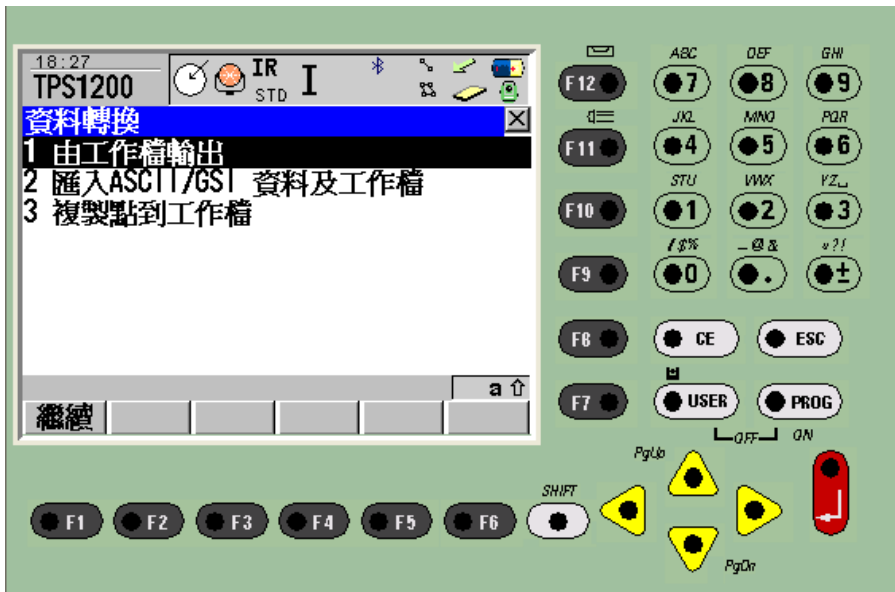 18:27
TPS1200
IR
STD
I
資料轉換
1 由工作檔輸出
2 匯入ASCII/GSI 資料及工作檔
3 複製點到工作檔
a
繼續
F12
ABC
DEF
GHI
7
8
9
F11
JKL
MNO
PQR
4
5
6
F10
STU
VWX
YZ
1
2
3
F9
/$%
_@&
*?!
0
.
±
F8
CE
ESC
F7
USER
PROG
OFF
ON
PgUp
SHIFT
F1
F2
F3
F4
F5
F6
PgDn